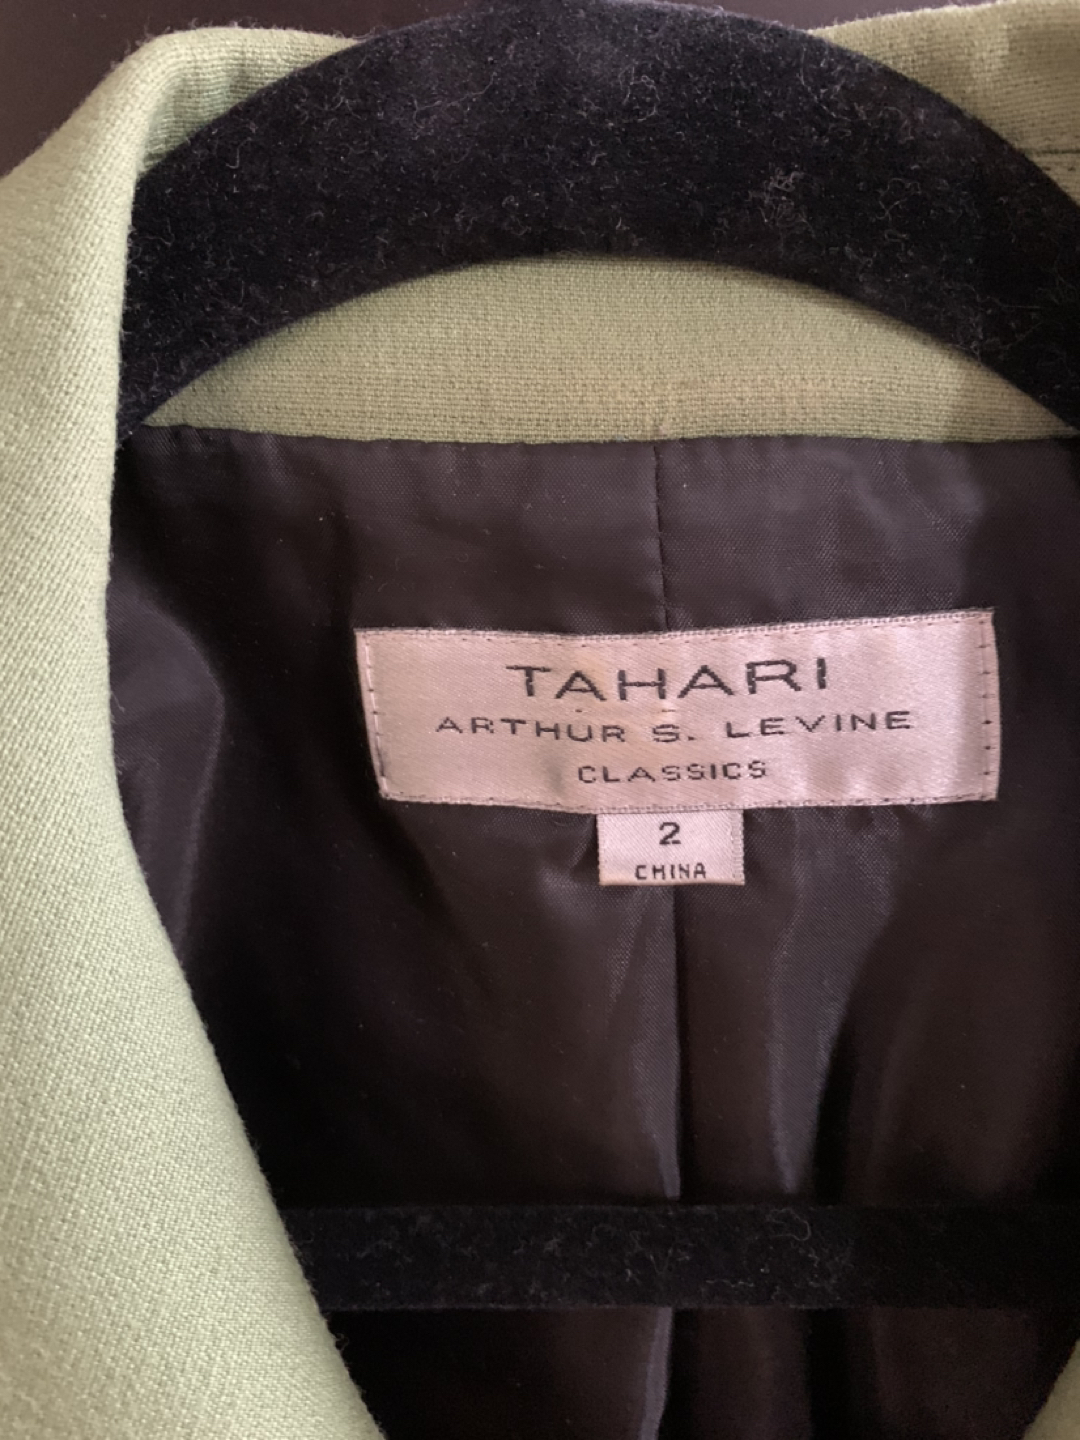 TAHARI
ARTHUR S. LEVINE
CLASSICS
2
CHINA